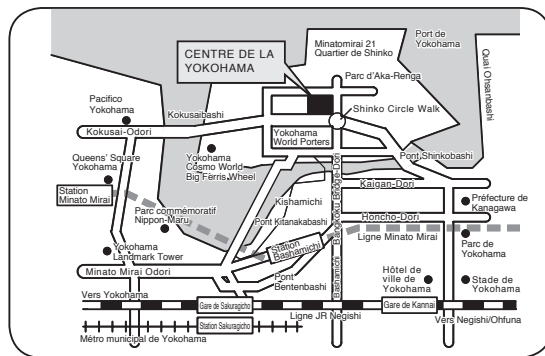 CENTRE DE LA
YOKOHAMA
Minatomirai 21
Quartier de Shinko
Port de
Yokohama
Quai Ohsanbashi
Parc d'Aka-Renga
Pacifico
Yokohama
Kokusaibashi
Shinko Circle Walk
Kokusai-Odori
Yokohama
World Porters
Queens' Square
Yokohama
Yokohama
Cosmo World
Big Ferris Wheel
Pont Shinkobashi
Station
Minato Mirai
Kishamichi
Kaigan-Dori
Préfecture de
Kanagawa
Parc commémoratif
Nippon-Maru
Pont Kitanakabashi
Bangkoku Bridge-Dori
Honcho-Dori
Ligne Minato Mirai
Station
Bashamichi
Parc de
Yokohama
Yokohama
Landmark Tower
Minato Mirai Odori
Pont
Bentenbashi
Bashamichi
Hôtel de
ville de
Yokohama
Stade de
Yokohama
Vers Yokohama
Gare de Sakuragicho
Gare de Kannai
Ligne JR Negishi
Vers Negishi/Ohfuna
Station Sakuragicho
Métro municipal de Yokohama